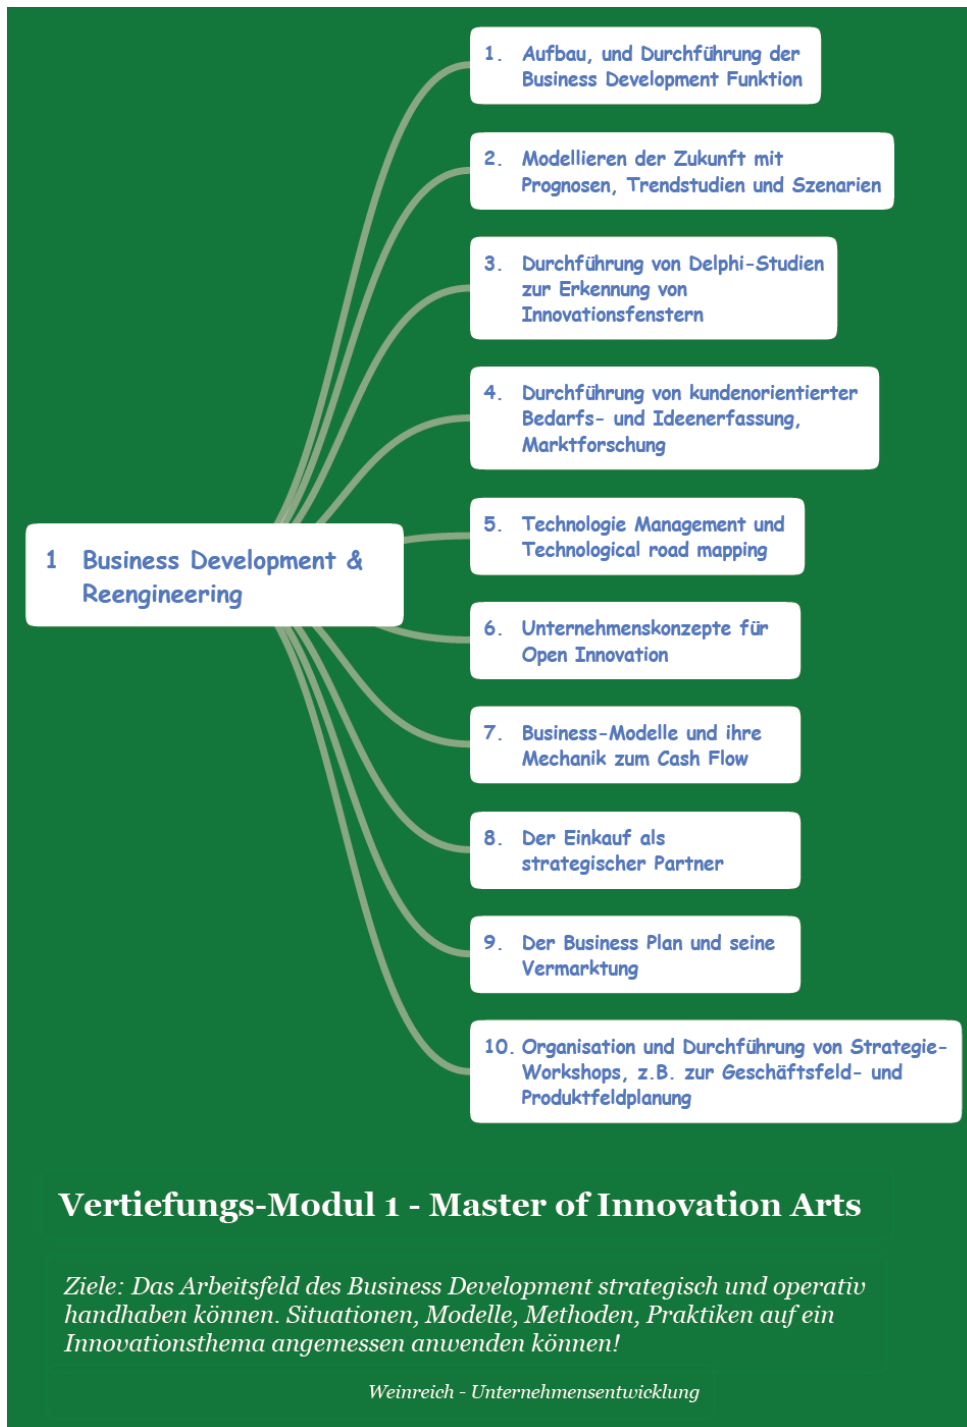 1. Aufbau, und Durchführung der
Business Development Funktion
2. Modellieren der Zukunft mit
Prognosen, Trendstudien und Szenarien
3. Durchführung von Delphi-Studien
zur Erkennung von
Innovationsfenstern
4. Durchführung von kundenorientierter
Bedarfs- und Ideenerfassung,
Marktforschung
5. Technologie Management und
Technological road mapping
1 Business Development &
Reengineering
6. Unternehmenskonzepte für
Open Innovation
7. Business-Modelle und ihre
Mechanik zum Cash Flow
8. Der Einkauf als
strategischer Partner
9. Der Business Plan und seine
Vermarktung
10. Organisation und Durchführung von Strategie-
Workshops, z.B. zur Geschäftsfeld- und
Produktfeldplanung
Vertiefungs-Modul 1 - Master of Innovation Arts
Ziele: Das Arbeitsfeld des Business Development strategisch und operativ
handhaben können. Situationen, Modelle, Methoden, Praktiken auf ein
Innovationsthema angemessen anwenden können!
Weinreich - Unternehmensentwicklung